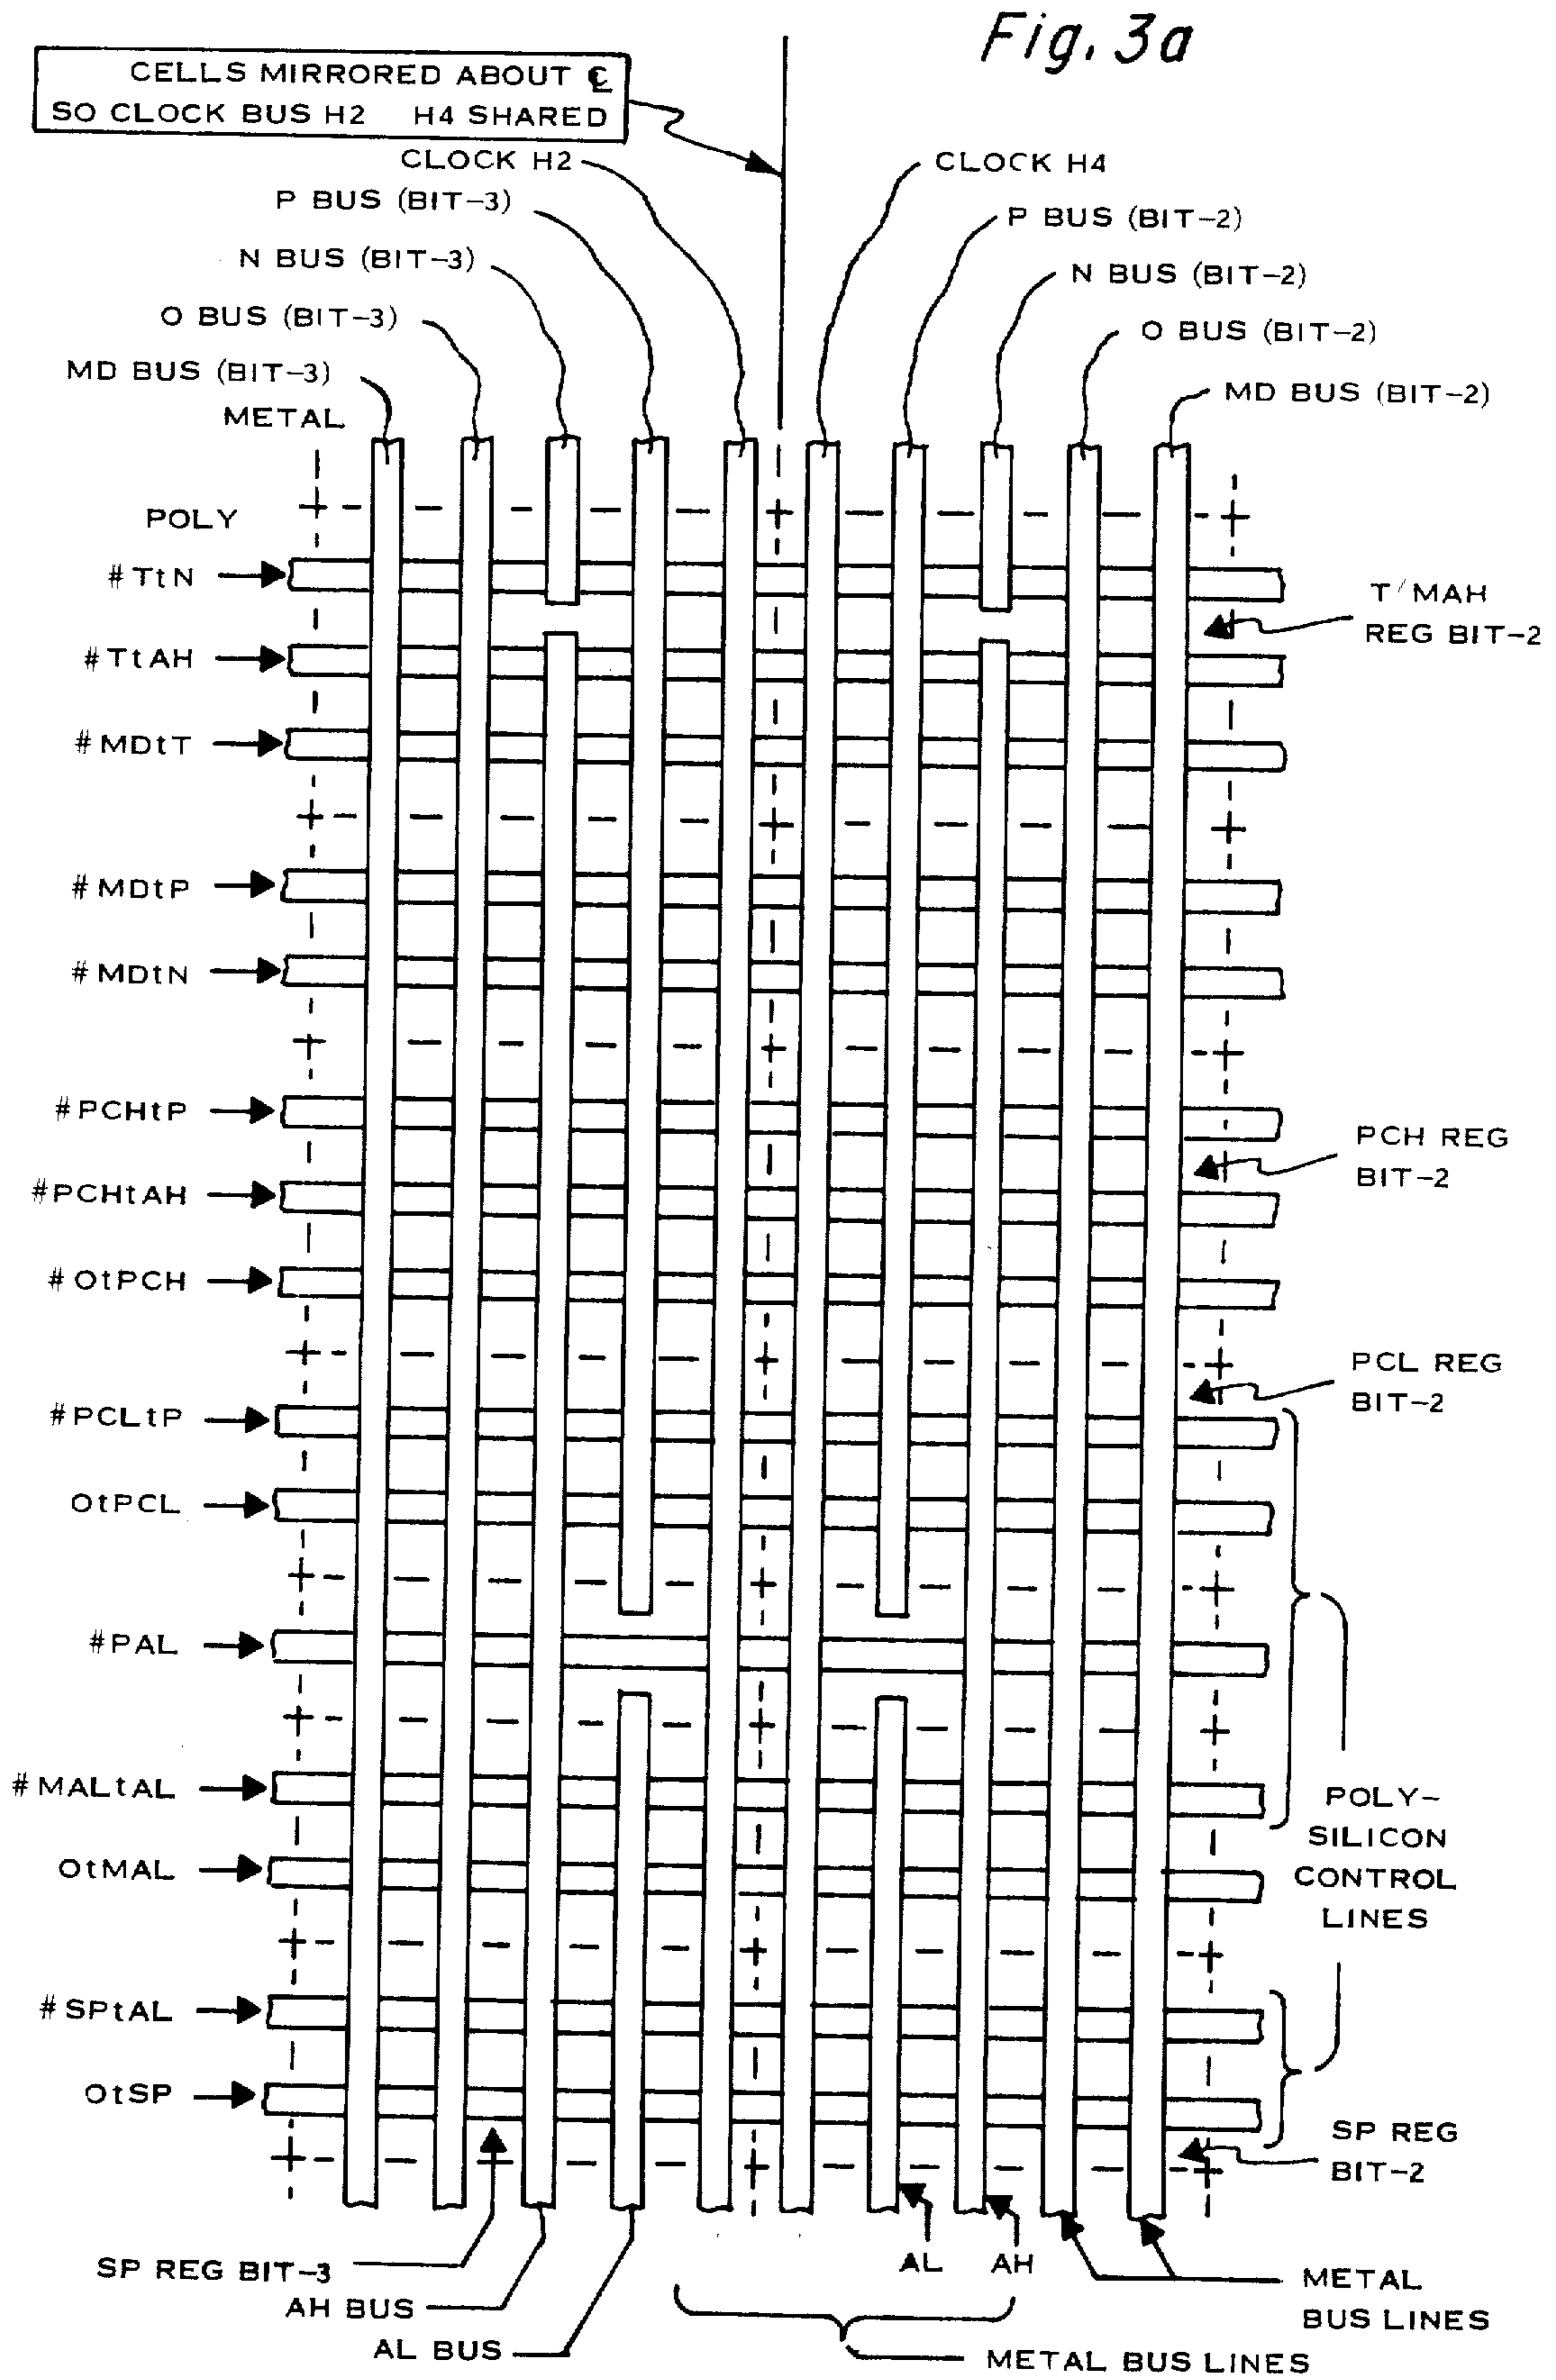 Fig. 3a
CELLS MIRRORED ABOUT ℄
SO CLOCK BUS H2 H4 SHARED
CLOCK H2
CLOCK H4
P BUS (BIT-3)
P BUS (BIT-2)
N BUS (BIT-3)
N BUS (BIT-2)
O BUS (BIT-3)
O BUS (BIT-2)
MD BUS (BIT-3)
MD BUS (BIT-2)
METAL
POLY
#TtN
T/MAH
REG BIT-2
#TtAH
#MDtT
#MDtP
#MDtN
#PCHtP
PCH REG
BIT-2
#PCHtAH
#OtPCH
PCL REG
BIT-2
#PCLtP
OtPCL
#PAL
#MALtAL
POLY-
SILICON
CONTROL
LINES
OtMAL
#SPtAL
OtSP
SP REG
BIT-2
SP REG BIT-3
AL
AH
METAL
BUS LINES
AH BUS
AL BUS
METAL BUS LINES